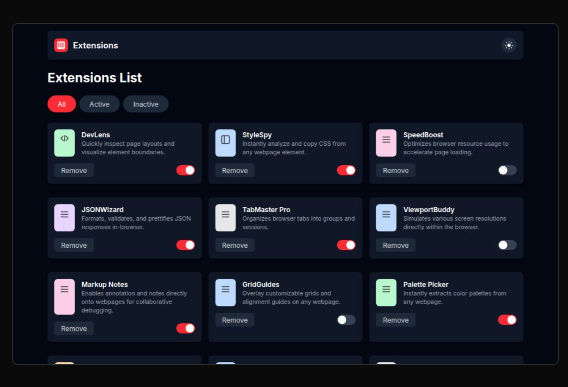 Extensions
Extensions List
All
Active
Inactive
DevLens
Quickly inspect page layouts and
visualize element boundaries.
Remove
StyleSpy
Instantly analyze and copy CSS from
any webpage element.
Remove
SpeedBoost
Optimizes browser resource usage to
accelerate page loading.
Remove
JSONWizard
Formats, validates, and prettifies JSON
responses in-browser.
Remove
TabMaster Pro
Organizes browser tabs into groups and
sessions.
Remove
ViewportBuddy
Simulates various screen resolutions
directly within the browser.
Remove
Markup Notes
Enables annotation and notes directly
onto webpages for collaborative
debugging.
Remove
GridGuides
Overlay customizable grids and
alignment guides on any webpage.
Remove
Palette Picker
Instantly extracts color palettes from
any webpage.
Remove